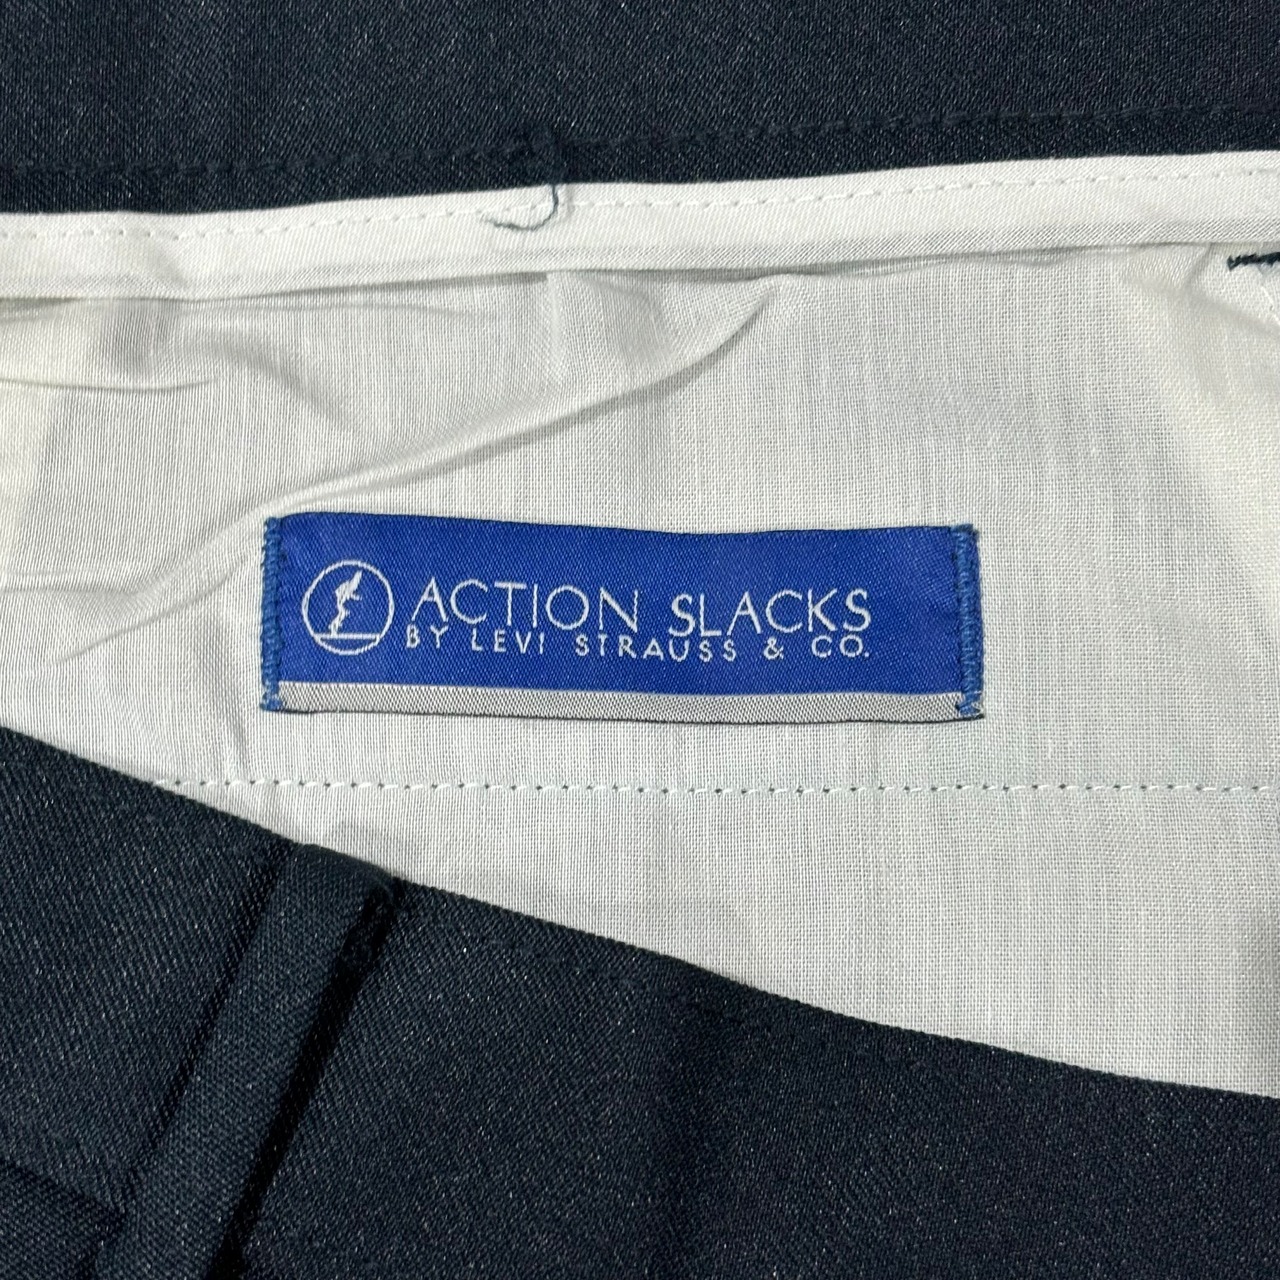 ACTION SLACKS
BY LEVI STRAUSS & CO.